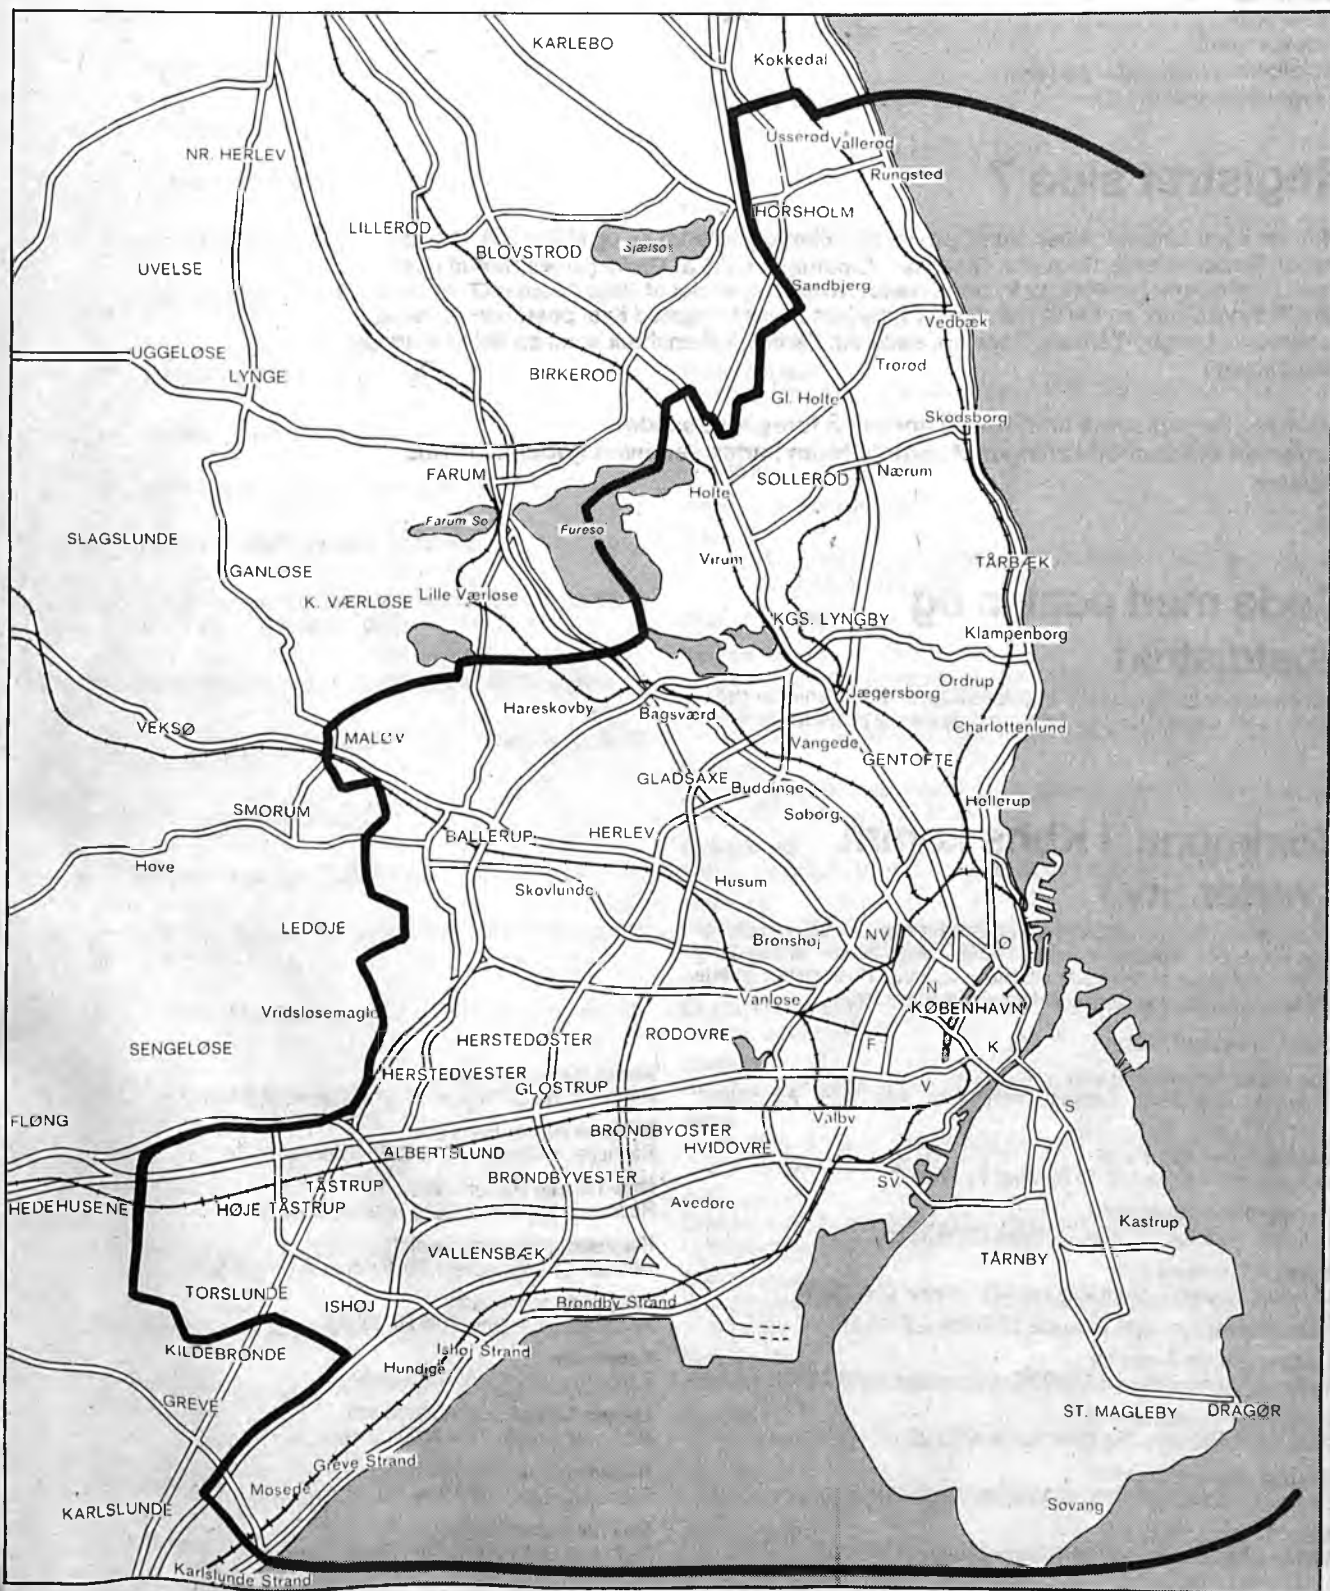 KARLEBO
Kokkedal
Usserød
Vållerød
NR. HERLEV
Rungsted
HØRSHOLM
LILLERØD
BLOVSTRØD
Sjælsø
UVELSE
Sandbjerg
Vedbæk
UGGELØSE
LYNGE
BIRKERØD
Trørød
Gl. Holte
Skodsborg
FARUM
SØLLERØD
Nærum
Holte
Farum Sø
Furesø
SLAGSLUNDE
Virum
TÅRBÆK
GANLØSE
K. VÆRLØSE
Lille Værløse
KGS. LYNGBY
Klampenborg
Ordrup
Jægersborg
Hareskovby
Bagsværd
VEKSØ
MÅLØV
Vangede
Charlottenlund
GENTOFTE
GLADSAXE
Buddinge
Hellerup
SMØRUM
Søborg
BALLERUP
HERLEV
Hove
Skovlunde
Husum
LEDØJE
Brønshøj
NV
Ø
Vanløse
N
KØBENHAVN
Vridsløsemagle
RØDOVRE
SENGELØSE
HERSTEDØSTER
F
K
HERSTEDVESTER
GLOSTRUP
V
S
FLØNG
Valby
BRØNDBYØSTER
HVIDOVRE
ALBERTSLUND
BRØNDBYVESTER
TÅSTRUP
SV
HEDEHUSENE
HØJE TÅSTRUP
Avedøre
Kastrup
VALLENSBÆK
TÅRNBY
TORSLUNDE
ISHØJ
Brøndby Strand
KILDEBRØNDE
Ishøj Strand
Hundige
GREVE
ST. MAGLEBY
DRAGØR
Greve Strand
Mosede
KARLSLUNDE
Søvang
Karlslunde Strand